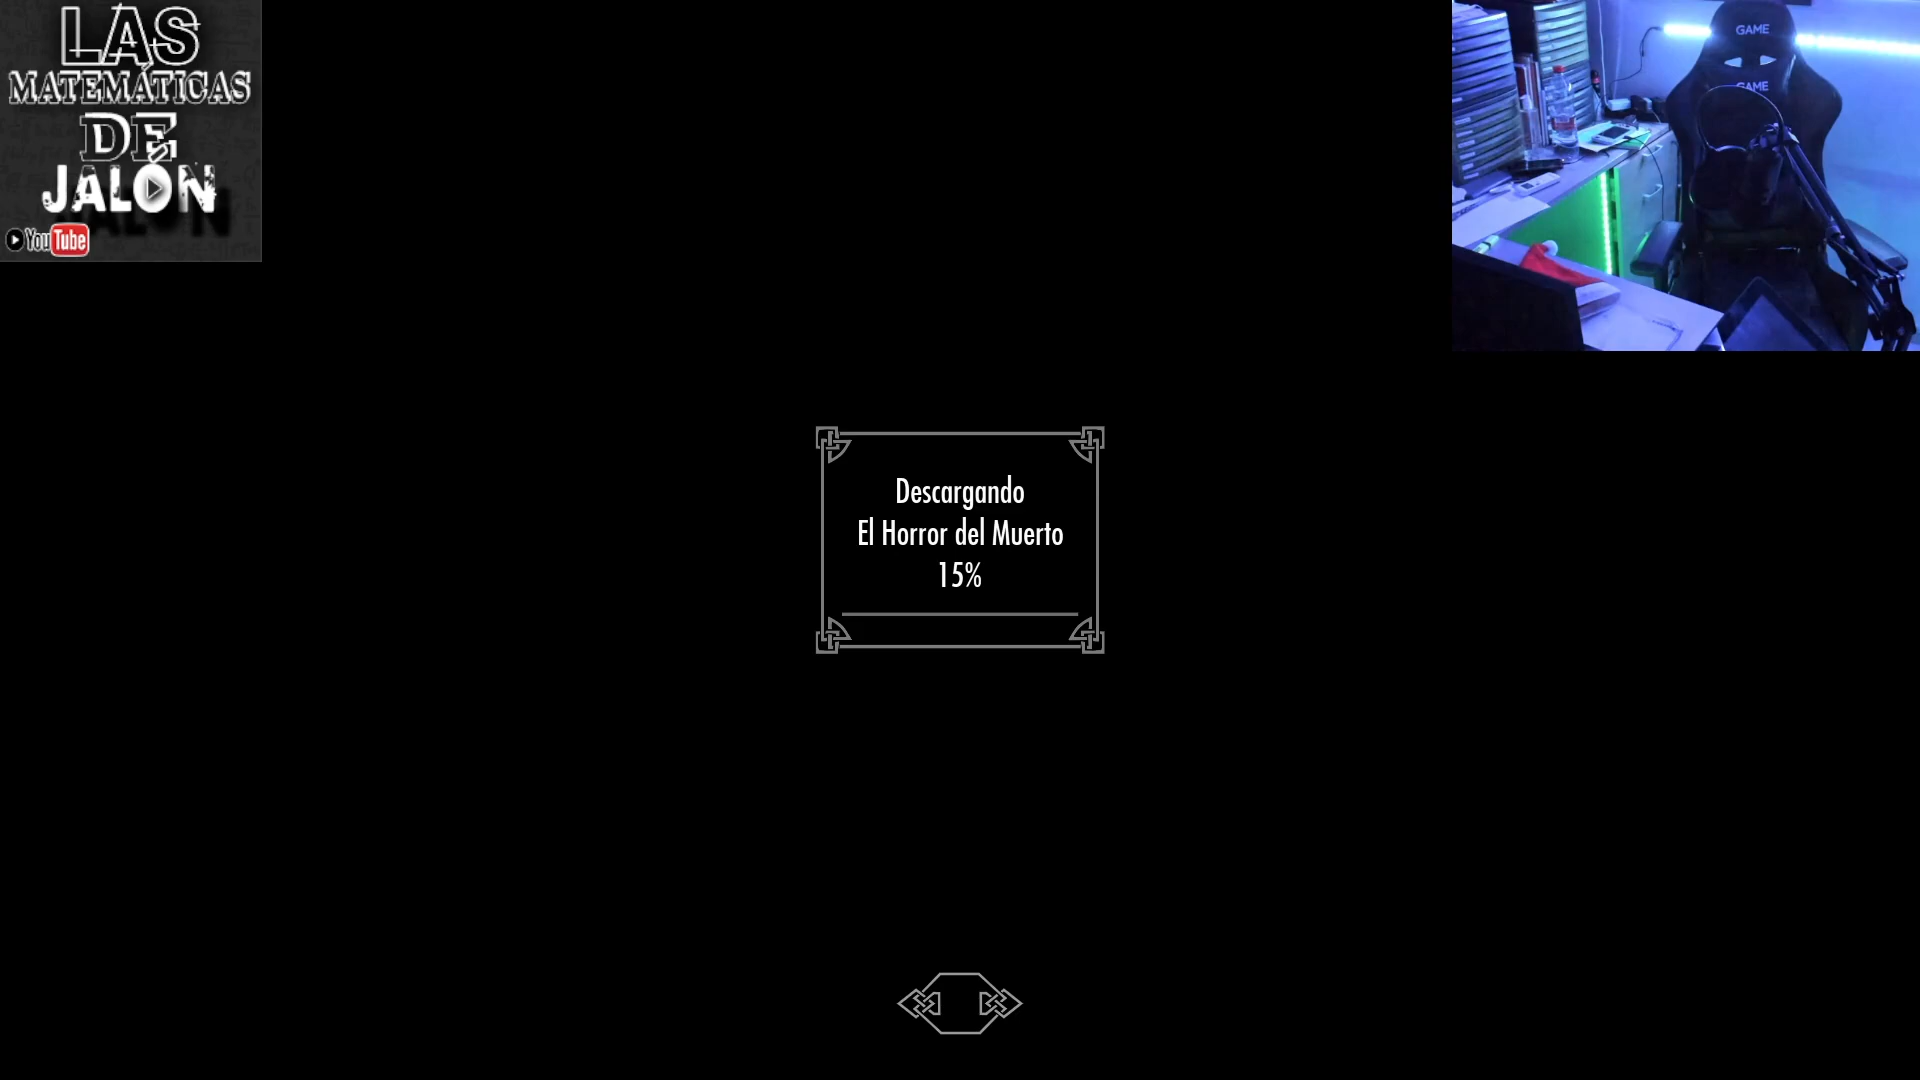 LAS
MATEMÁTICAS
DE
JALÓN
YouTube
GAME
GAME
Descargando
El Horror del Muerto
15%